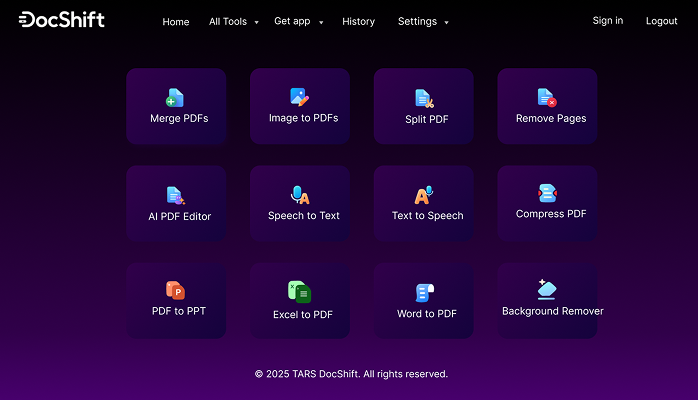 DocShift
Home All Tools Get app History Settings Sign in Logout
Merge PDFs Image to PDFs Split PDF Remove Pages
AI PDF Editor Speech to Text Text to Speech Compress PDF
PDF to PPT Excel to PDF Word to PDF Background Remover
© 2025 TARS DocShift. All rights reserved.